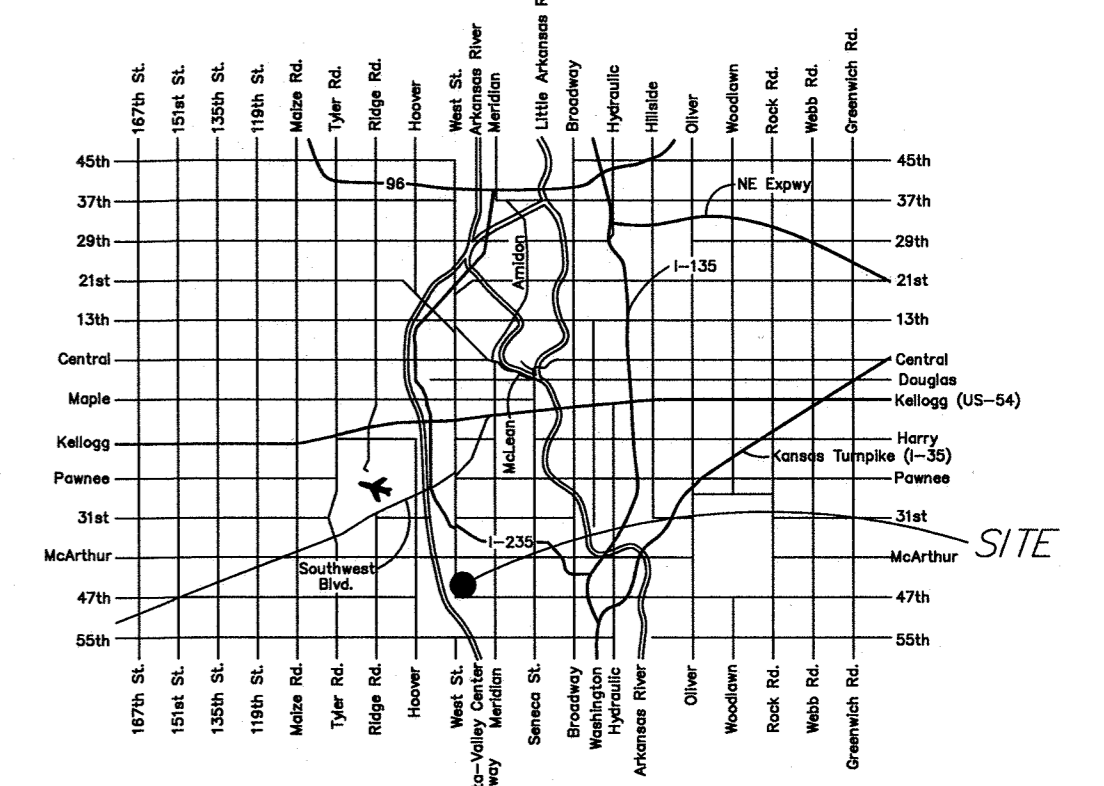 167th St.
151st St.
135th St.
119th St.
Maize Rd.
Tyler Rd.
Ridge Rd.
Hoover
West St.
Arkansas River
Meridian
Little Arkansas R
Broadway
Hydraulic
Hillside
Oliver
Woodlawn
Rock Rd.
Webb Rd.
Greenwich Rd.
45th
45th
96
NE Expwy
37th
37th
29th
29th
Amidon
I-135
21st
21st
13th
13th
Central
Central
Douglas
Maple
Kellogg (US-54)
McLean
Kellogg
Harry
Kansas Turnpike (I-35)
Pawnee
Pawnee
31st
31st
I-235
SITE
McArthur
McArthur
Southwest
Blvd.
47th
47th
55th
55th
167th St.
151st St.
135th St.
119th St.
Maize Rd.
Tyler Rd.
Ridge Rd.
Hoover
West St.
ta-Valley Center
way
Meridian
Seneca St.
Broadway
Washington
Hydraulic
Arkansas River
Oliver
Woodlawn
Rock Rd.
Webb Rd.
Greenwich Rd.